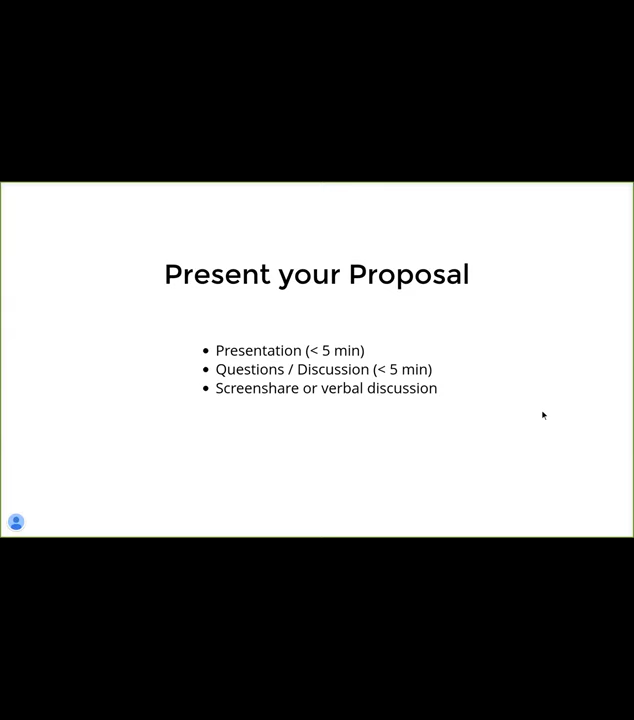 Present your Proposal
• Presentation (< 5 min)
• Questions / Discussion (< 5 min)
• Screenshare or verbal discussion